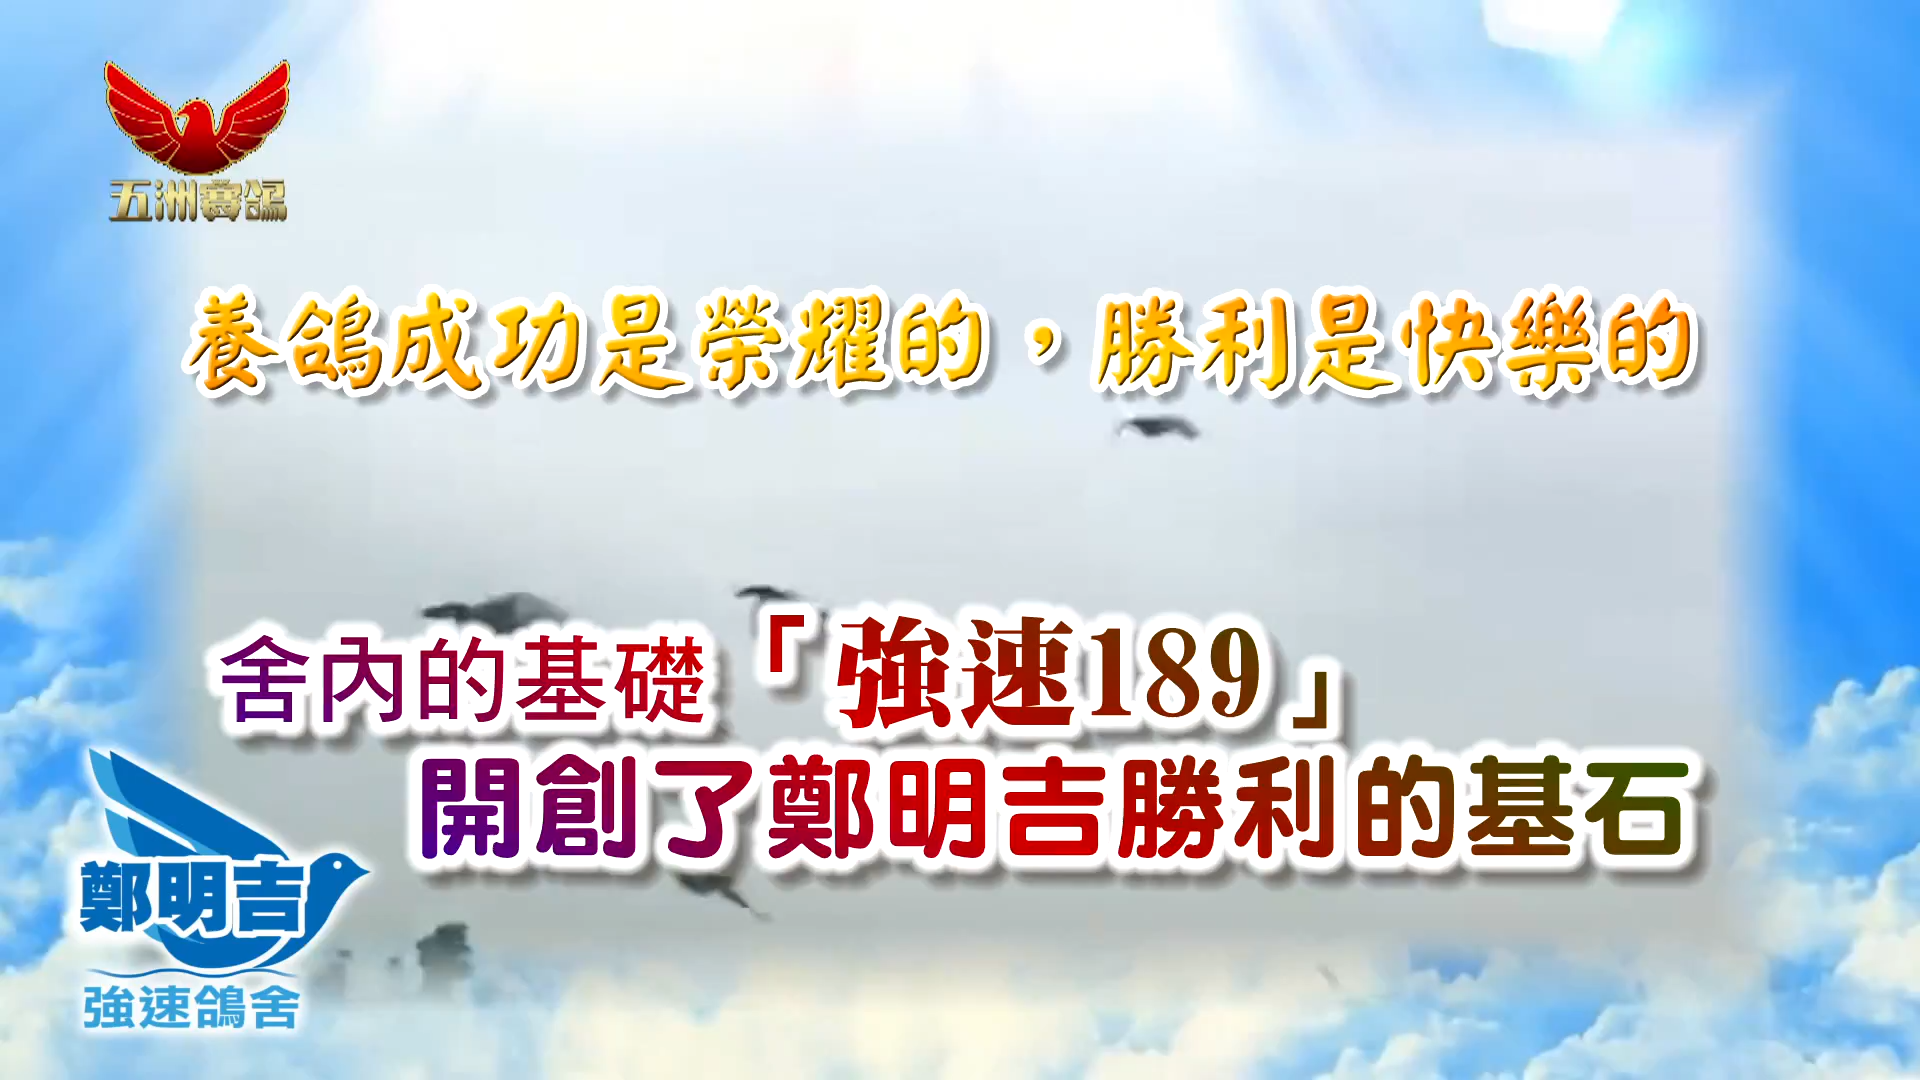 五洲賽鴿
養鴿成功是榮耀的，勝利是快樂的
舍內的基礎「強速189」
開創了鄭明吉勝利的基石
鄭明吉
強速鴿舍